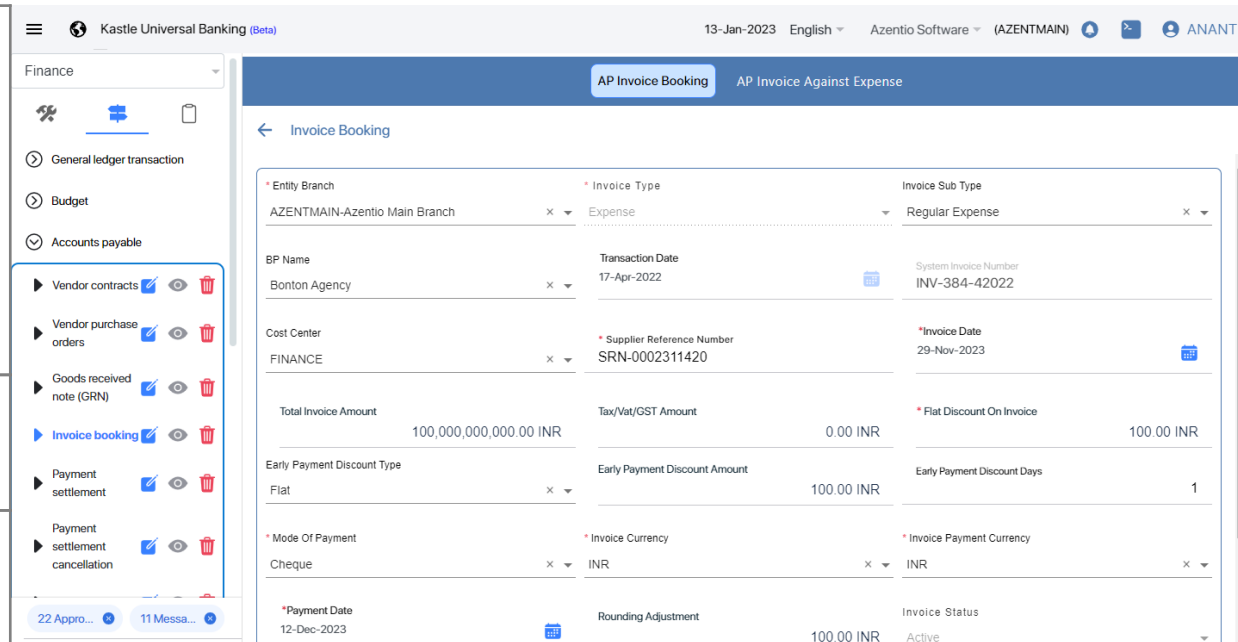 Kastle Universal Banking (Beta)
13-Jan-2023 English Azentio Software (AZENTMAIN) ANANT
Finance
AP Invoice Booking AP Invoice Against Expense
Invoice Booking
General ledger transaction
Budget
Accounts payable
Vendor contracts
Vendor purchase
orders
Goods received
note (GRN)
Invoice booking
Payment
settlement
Payment
settlement
cancellation
22 Appro... 11 Messa...
* Entity Branch * Invoice Type Invoice Sub Type
AZENTMAIN-Azentio Main Branch Expense Regular Expense
BP Name Transaction Date System Invoice Number
Bonton Agency 17-Apr-2022 INV-384-42022
Cost Center * Supplier Reference Number *Invoice Date
FINANCE SRN-0002311420 29-Nov-2023
Total Invoice Amount Tax/Vat/GST Amount * Flat Discount On Invoice
100,000,000,000.00 INR 0.00 INR 100.00 INR
Early Payment Discount Type Early Payment Discount Amount Early Payment Discount Days
Flat 100.00 INR 1
* Mode Of Payment * Invoice Currency * Invoice Payment Currency
Cheque INR INR
*Payment Date Rounding Adjustment Invoice Status
12-Dec-2023 100.00 INR Active